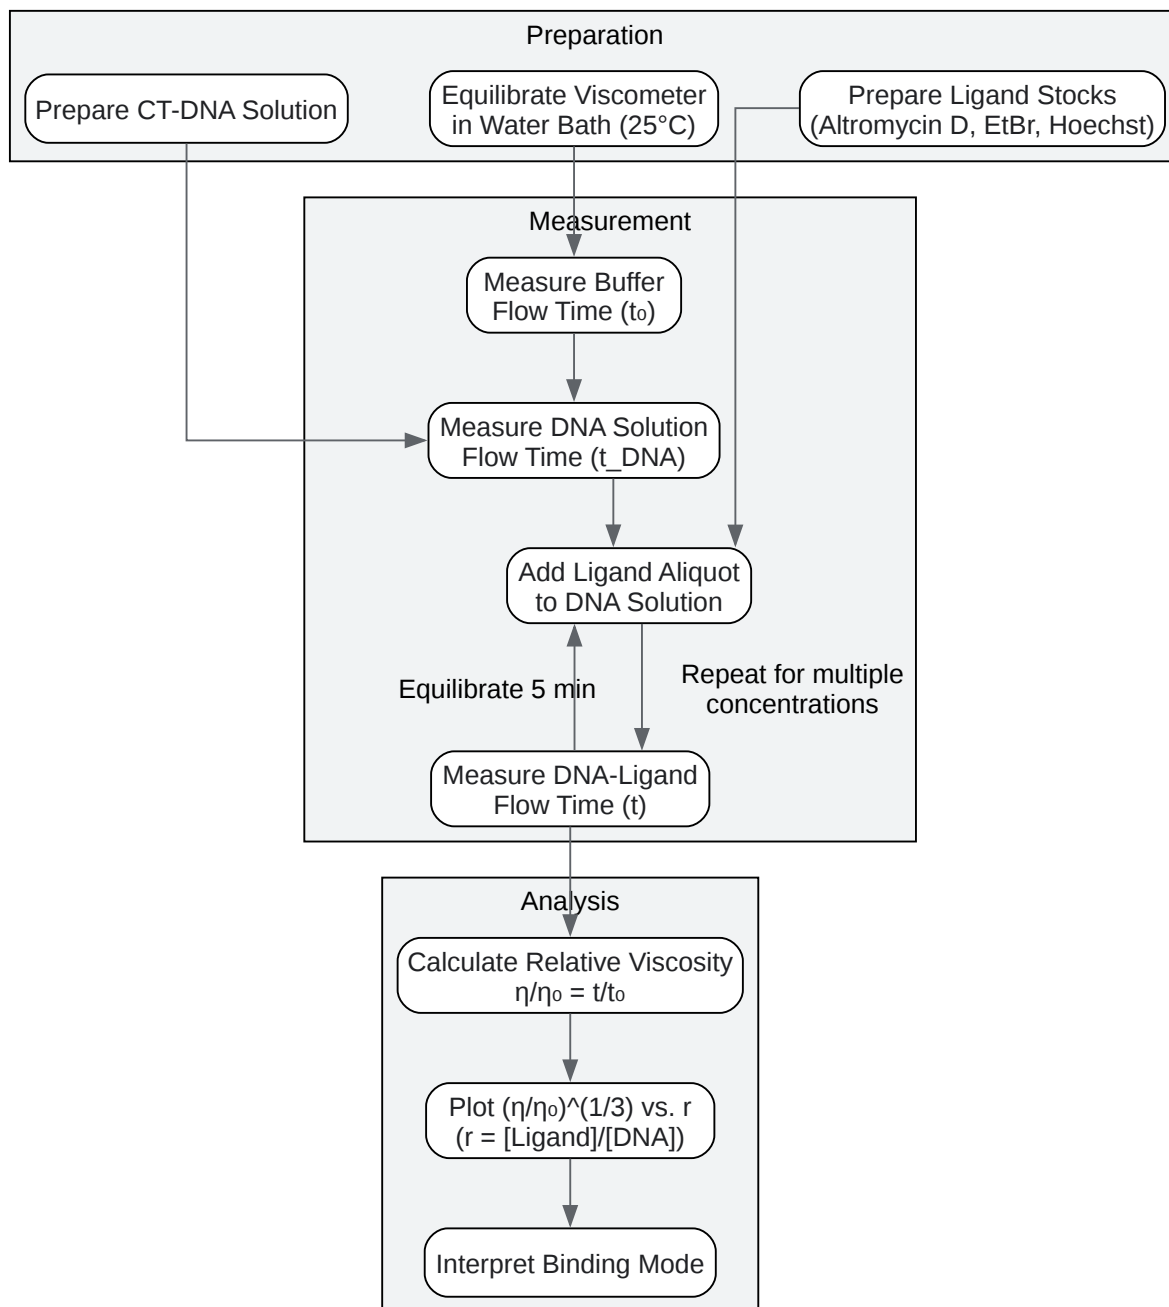 Preparation
Prepare CT-DNA Solution
Equilibrate Viscometer
in Water Bath (25°C)
Prepare Ligand Stocks
(Altromycin D, EtBr, Hoechst)
Measurement
Measure Buffer
Flow Time (t₀)
Measure DNA Solution
Flow Time (t_DNA)
Add Ligand Aliquot
to DNA Solution
Equilibrate 5 min
Repeat for multiple
concentrations
Measure DNA-Ligand
Flow Time (t)
Analysis
Calculate Relative Viscosity
η/η₀ = t/t₀
Plot (η/η₀)^(1/3) vs. r
(r = [Ligand]/[DNA])
Interpret Binding Mode